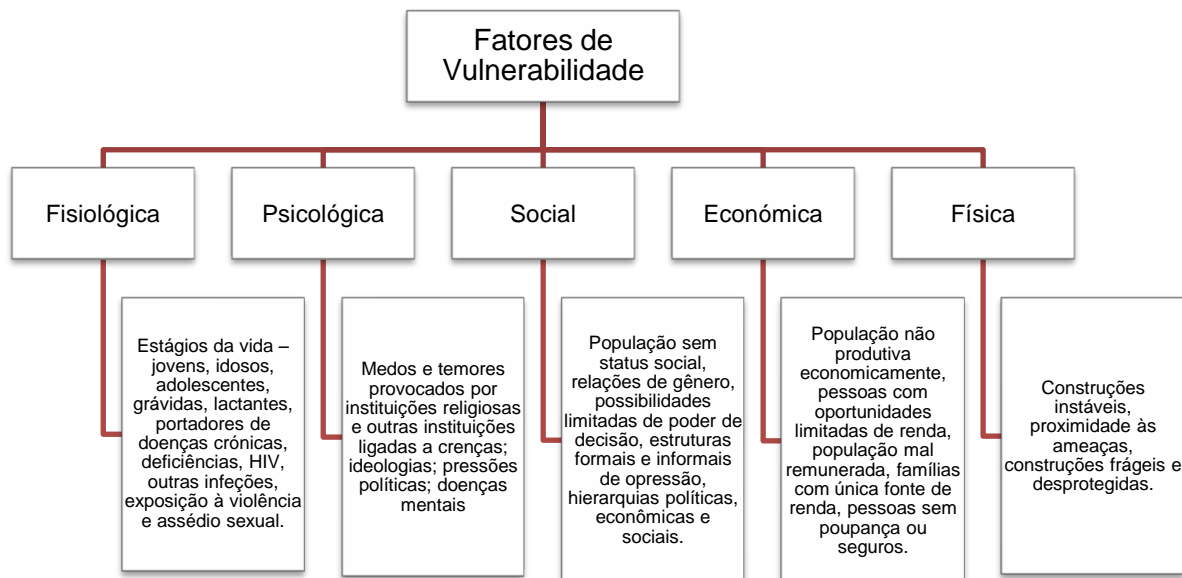 Fatores de
Vulnerabilidade
Fisiológica
Psicológica
Social
Económica
Física
Estágios da vida –
jovens, idosos,
adolescentes,
grávidas, lactantes,
portadores de
doenças crónicas,
deficiências, HIV,
outras infeções,
exposição à violência
e assédio sexual.
Medos e temores
provocados por
instituições religiosas
e outras instituições
ligadas a crenças;
ideologias; pressões
políticas; doenças
mentais
População sem
status social,
relações de gênero,
possibilidades
limitadas de poder de
decisão, estruturas
formais e informais
de opressão,
hierarquias políticas,
econômicas e
sociais.
População não
produtiva
economicamente,
pessoas com
oportunidades
limitadas de renda,
população mal
remunerada, famílias
com única fonte de
renda, pessoas sem
poupança ou
seguros.
Construções
instáveis,
proximidade às
ameaças,
construções frágeis e
desprotegidas.